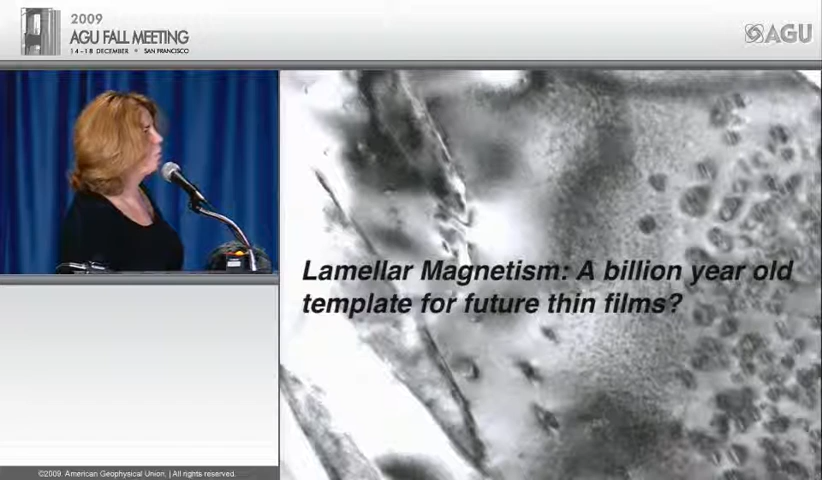 2009
AGU FALL MEETING
14–18 DECEMBER • SAN FRANCISCO
AGU
Lamellar Magnetism: A billion year old
template for future thin films?
©2009. American Geophysical Union. | All rights reserved.